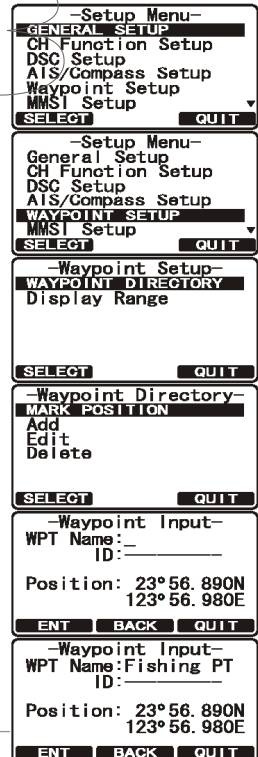 –Setup Menu–
GENERAL SETUP
CH Function Setup
DSC Setup
AIS/Compass Setup
Waypoint Setup
MMSI Setup
SELECT QUIT
–Setup Menu–
General Setup
CH Function Setup
DSC Setup
AIS/Compass Setup
WAYPOINT SETUP
MMSI Setup
SELECT QUIT
–Waypoint Setup–
WAYPOINT DIRECTORY
Display Range
SELECT QUIT
–Waypoint Directory–
MARK POSITION
Add
Edit
Delete
SELECT QUIT
–Waypoint Input–
WPT Name:_
ID:–––––––––
Position: 23°56.890N
123°56.980E
ENT BACK QUIT
–Waypoint Input–
WPT Name:Fishing PT
ID:–––––––––
Position: 23°56.890N
123°56.980E
ENT BACK QUIT